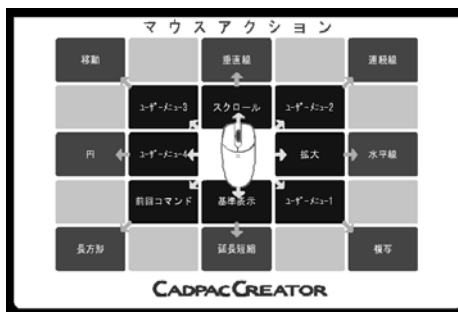 マウスアクション
移動 垂直線 連続線
ユーザーメニュー3 スクロール ユーザーメニュー2
円 ユーザーメニュー4 拡大 水平線
前回コマンド 基準表示 ユーザーメニュー1
長方形 延長短縮 複写
CADPAC CREATOR